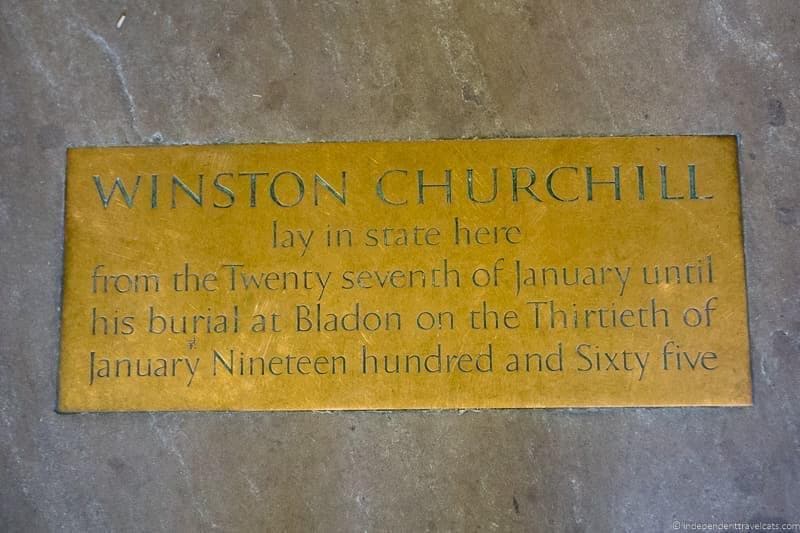 WINSTON CHURCHILL
lay in state here
from the Twenty seventh of January until
his burial at Bladon on the Thirtieth of
January Nineteen hundred and Sixty five
© independenttravelcats.com